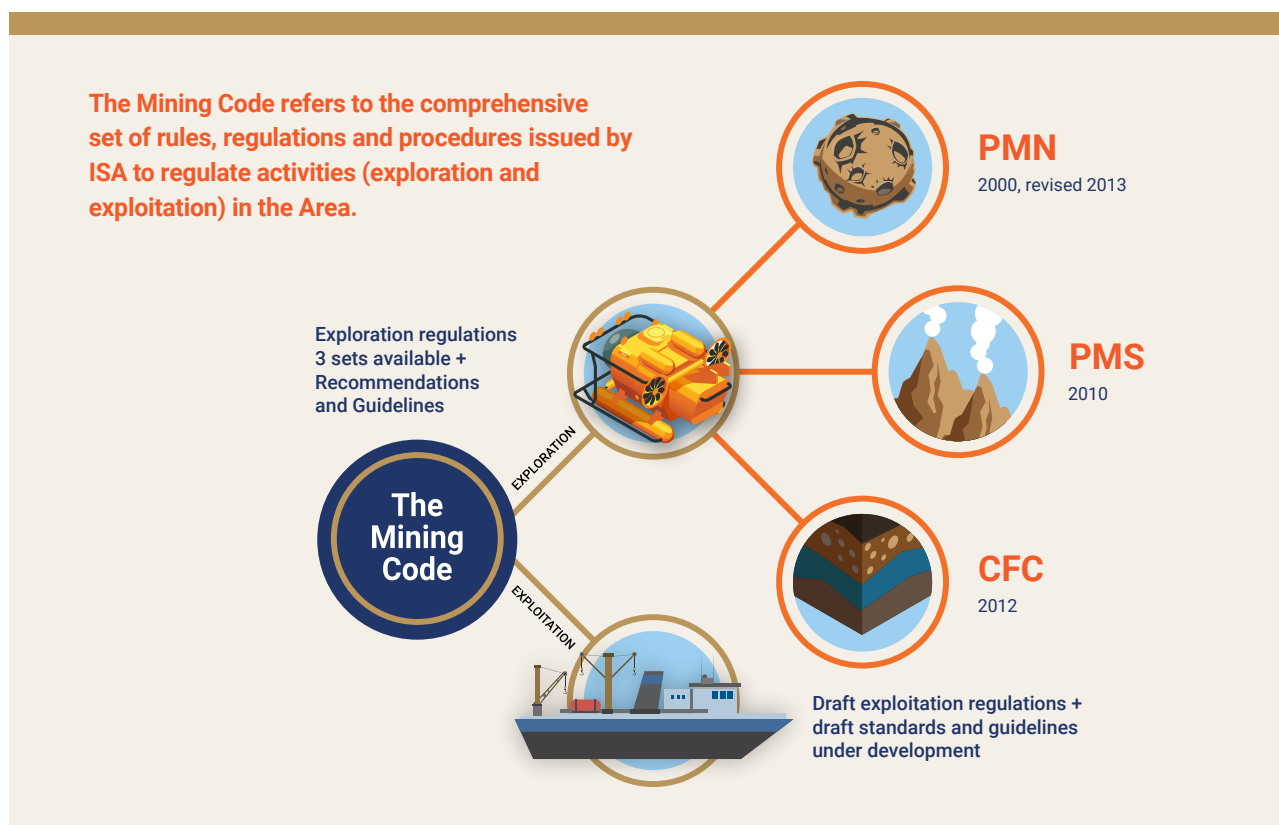 The Mining Code refers to the comprehensive
set of rules, regulations and procedures issued by
ISA to regulate activities (exploration and
exploitation) in the Area.
PMN
2000, revised 2013
Exploration regulations
3 sets available +
Recommendations
and Guidelines
PMS
2010
EXPLORATION
The
Mining
Code
EXPLOITATION
CFC
2012
Draft exploitation regulations +
draft standards and guidelines
under development